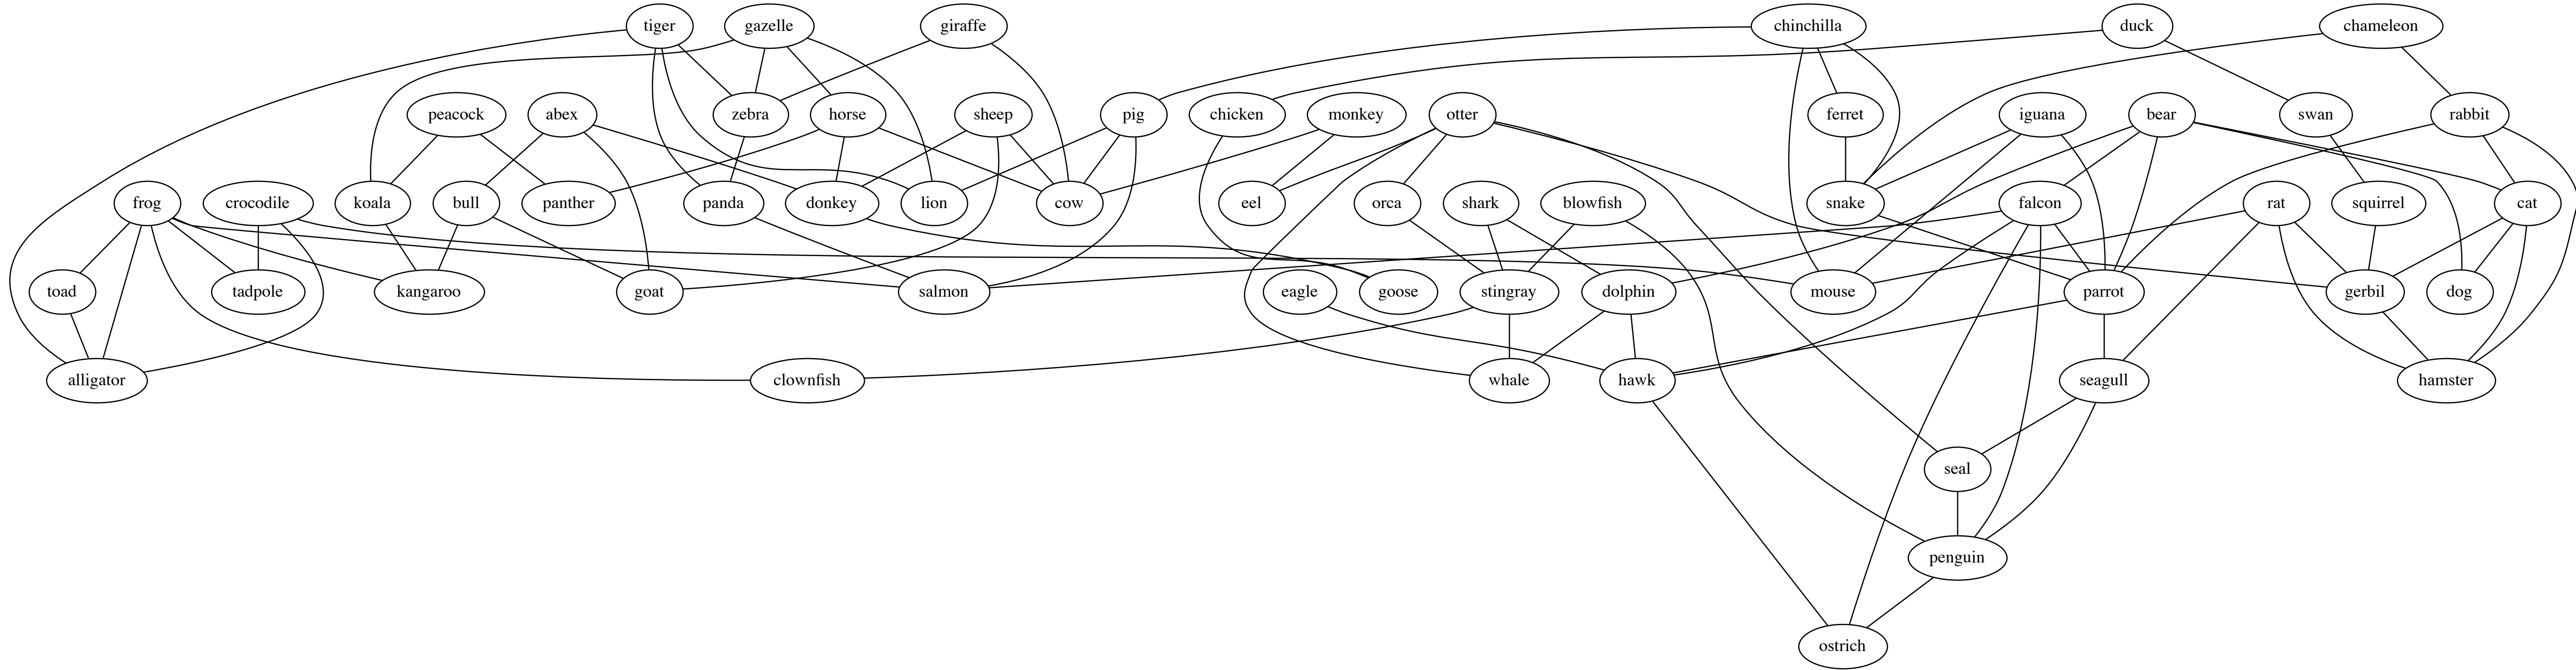 tiger
gazelle
giraffe
chinchilla
duck
chameleon
peacock
abex
zebra
horse
sheep
pig
chicken
monkey
otter
ferret
iguana
bear
swan
rabbit
frog
crocodile
koala
bull
panther
panda
donkey
lion
cow
eel
orca
shark
blowfish
snake
falcon
rat
squirrel
cat
toad
tadpole
kangaroo
goat
salmon
eagle
goose
stingray
dolphin
mouse
parrot
gerbil
dog
alligator
clownfish
whale
hawk
seagull
hamster
seal
penguin
ostrich